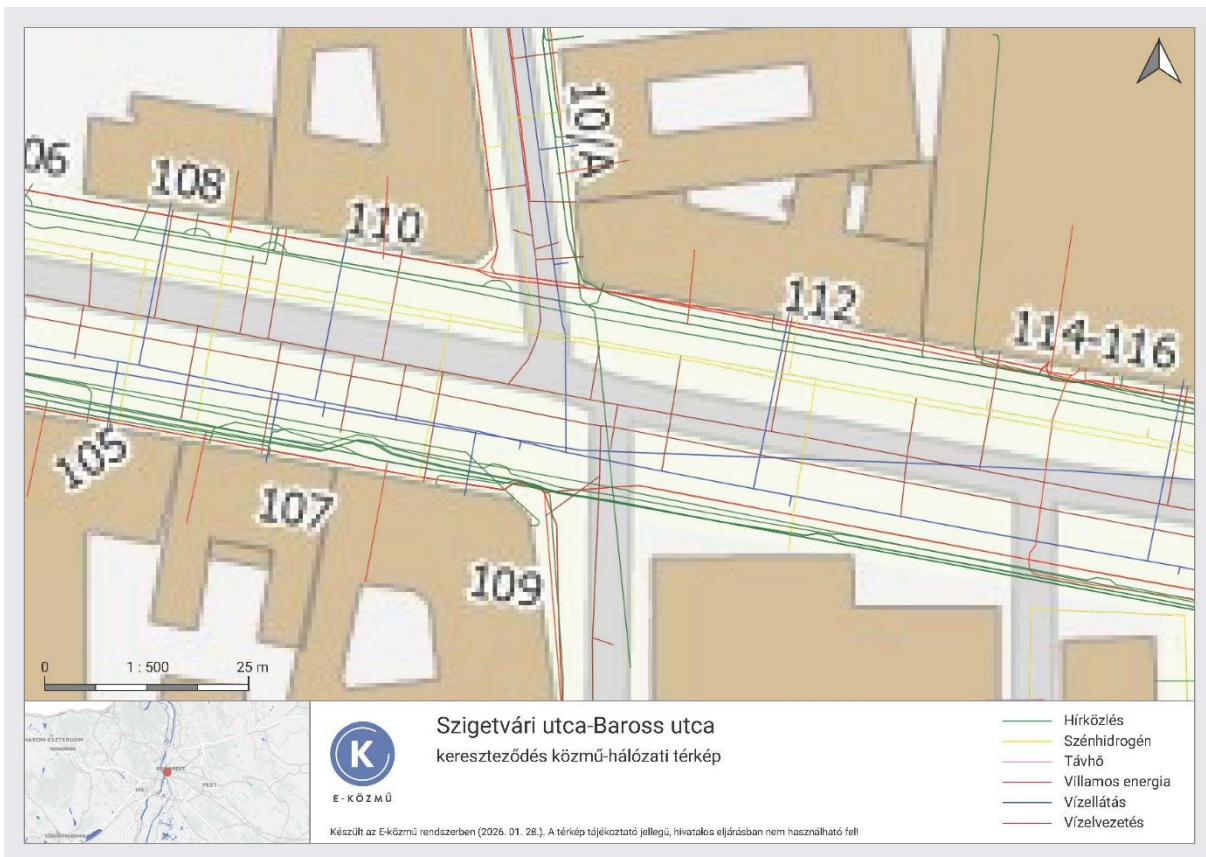 10/A
06
108
110
112
114-116
105
107
109
0
1 : 500
25 m
BUDAPEST
PEST
K
E-KÖZMŰ
Szigetvári utca-Baross utca
kereszteződés közmű-hálózati térkép
Készült az E-közmű rendszerben (2026. 01. 28.). A térkép tájékoztató jellegű, hivatalos eljárásban nem használható fel!
Hírközlés
Szénhidrogén
Távhő
Villamos energia
Vízellátás
Vízelvezetés